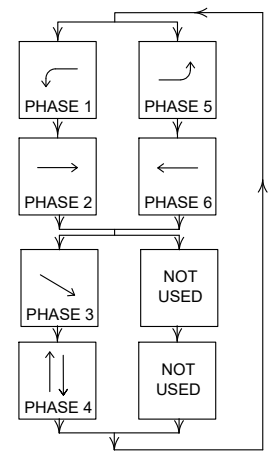 PHASE 1
PHASE 5
PHASE 2
PHASE 6
PHASE 3
NOT
USED
PHASE 4
NOT
USED